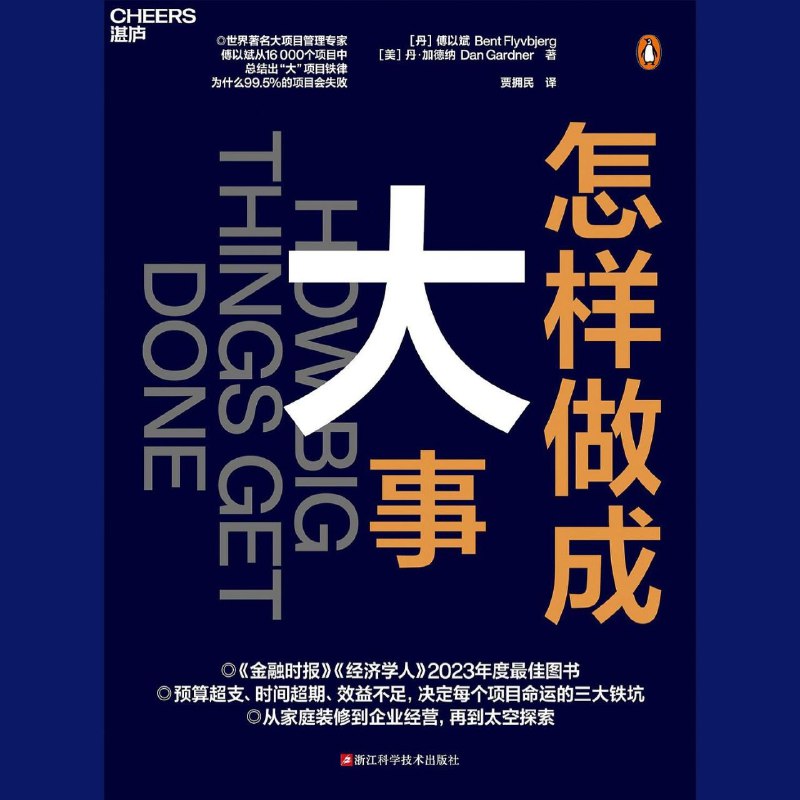 CHEERS
湛庐
◎世界著名大项目管理专家
傅以斌从16 000个项目中
总结出“大”项目铁律
为什么99.5%的项目会失败
[丹] 傅以斌 Bent Flyvbjerg
[美] 丹·加德纳 Dan Gardner 著
贾拥民 译
怎样做成
大事
HOW BIG
THINGS GET
DONE
◎《金融时报》《经济学人》2023年度最佳图书
◎预算超支、时间超期、效益不足，决定每个项目命运的三大铁坑
◎从家庭装修到企业经营，再到太空探索
浙江科学技术出版社